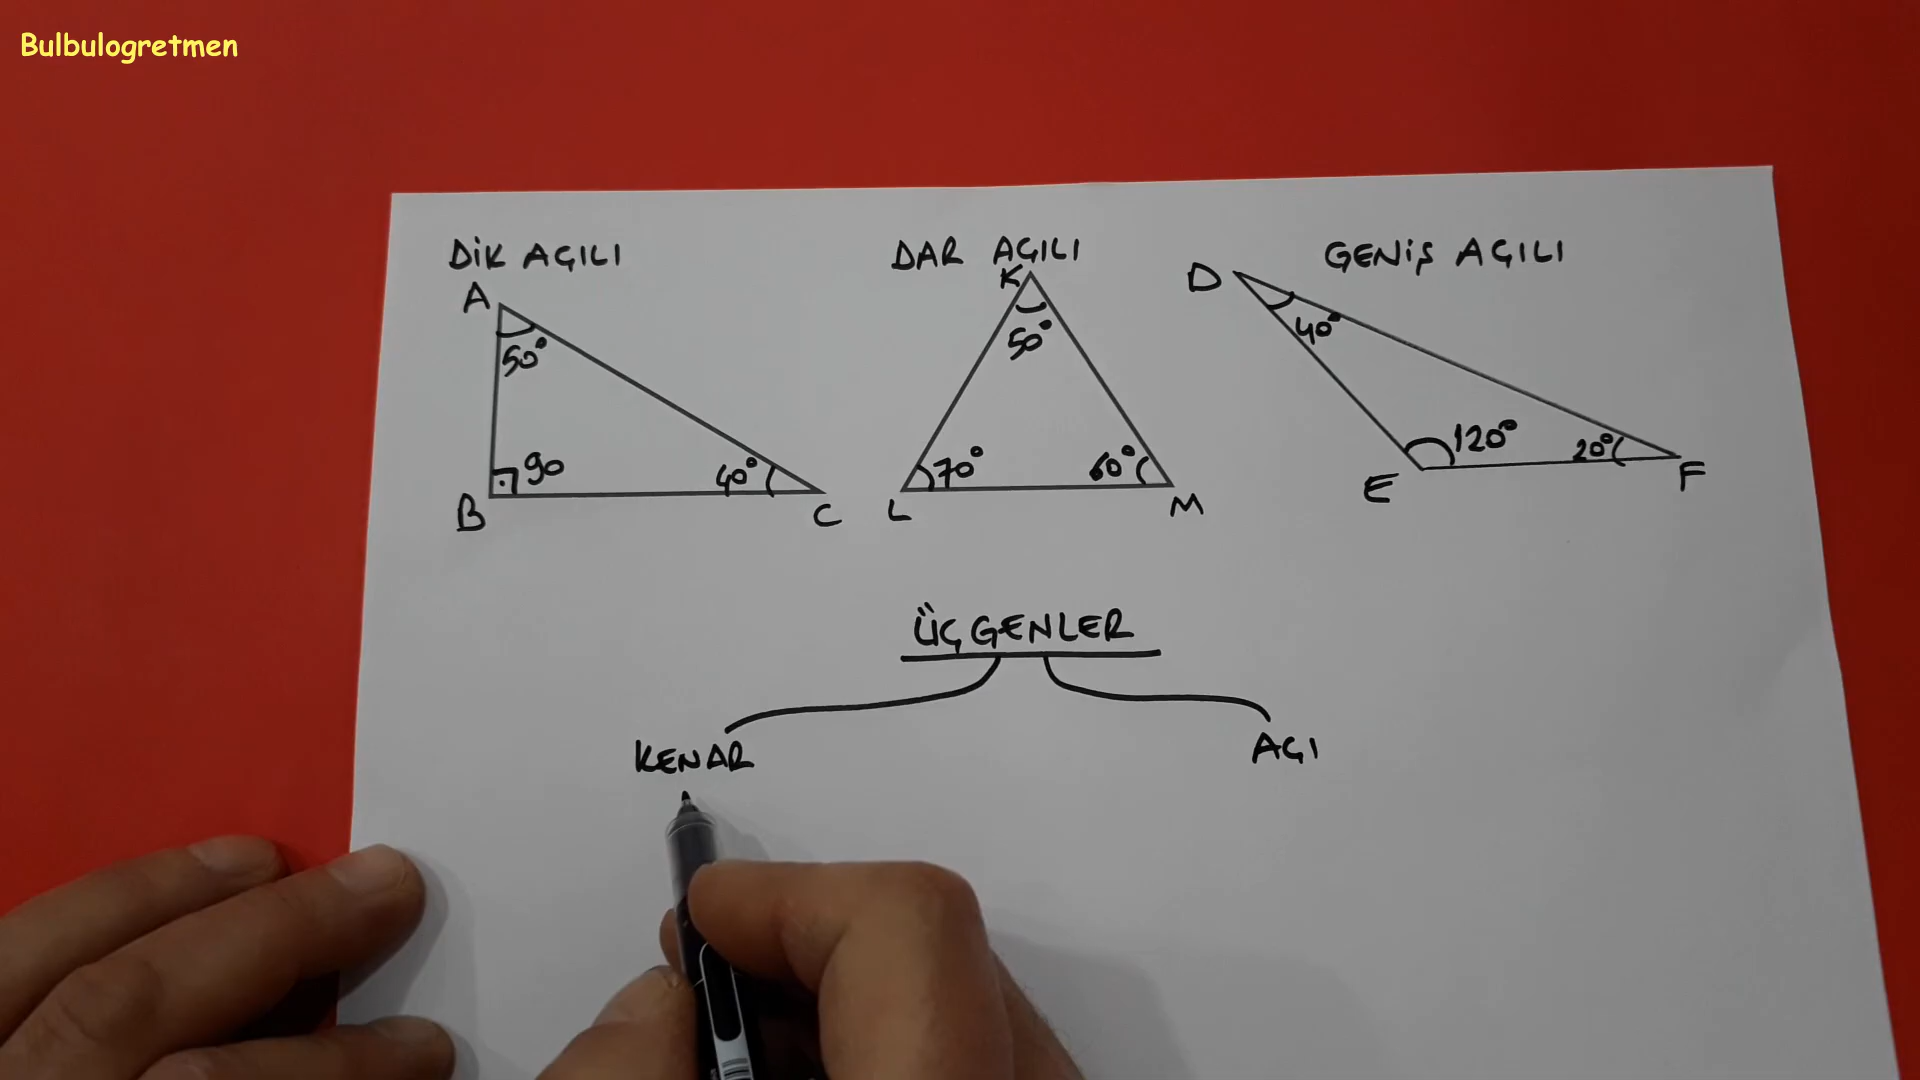 Bulbulogretmen
DİK AÇILI
DAR AÇILI
GENİŞ AÇILI
A
50°
90
40°
B
C
K
50°
70°
60°
L
M
D
40°
120°
20°
E
F
ÜÇGENLER
KENAR
AÇI